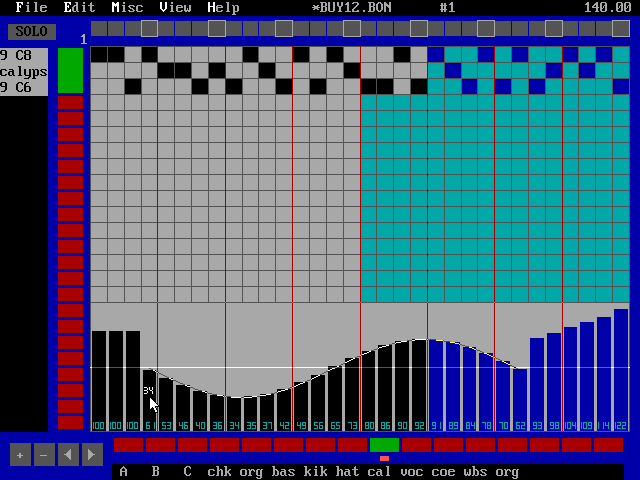 File Edit Misc View Help *BUY12.BON #1 140.00
SOLO
1
9 C8
calyps
9 C6
34
100 100 100 61 53 46 40 36 34 35 37 42 49 56 65 73 80 86 90 92 91 89 84 78 70 62 93 98 104 109 114 122
+ −
A B C chk org bas kik hat cal voc coe wbs org